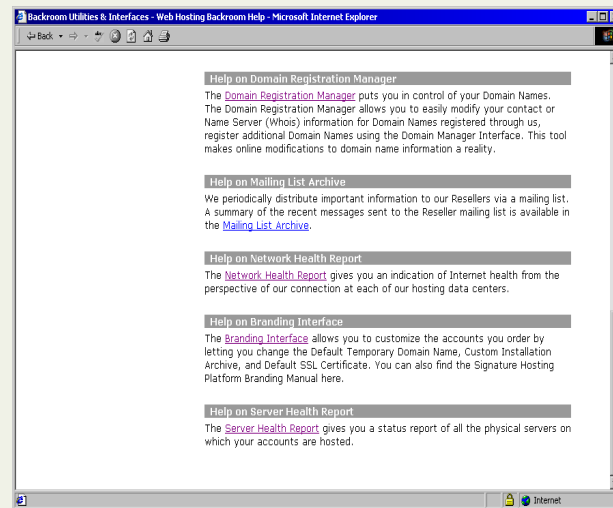 Backroom Utilities & Interfaces - Web Hosting Backroom Help - Microsoft Internet Explorer
Back
Help on Domain Registration Manager
The Domain Registration Manager puts you in control of your Domain Names.
The Domain Registration Manager allows you to easily modify your contact or
Name Server (Whois) information for Domain Names registered through us,
register additional Domain Names using the Domain Manager Interface. This tool
makes online modifications to domain name information a reality.
Help on Mailing List Archive
We periodically distribute important information to our Resellers via a mailing list.
A summary of the recent messages sent to the Reseller mailing list is available in
the Mailing List Archive.
Help on Network Health Report
The Network Health Report gives you an indication of Internet health from the
perspective of our connection at each of our hosting data centers.
Help on Branding Interface
The Branding Interface allows you to customize the accounts you order by
letting you change the Default Temporary Domain Name, Custom Installation
Archive, and Default SSL Certificate. You can also find the Signature Hosting
Platform Branding Manual here.
Help on Server Health Report
The Server Health Report gives you a status report of all the physical servers on
which your accounts are hosted.
Internet